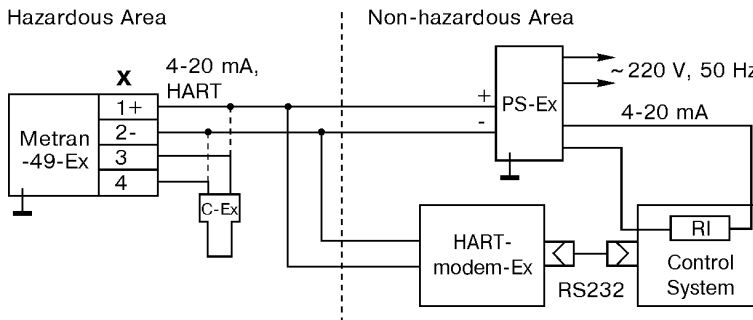 Hazardous Area
Non-hazardous Area
X
4-20 mA,
HART
1+
2-
3
4
Metran
-49-Ex
C-Ex
+
-
PS-Ex
~220 V, 50 Hz
4-20 mA
HART-
modem-Ex
RS232
RI
Control
System